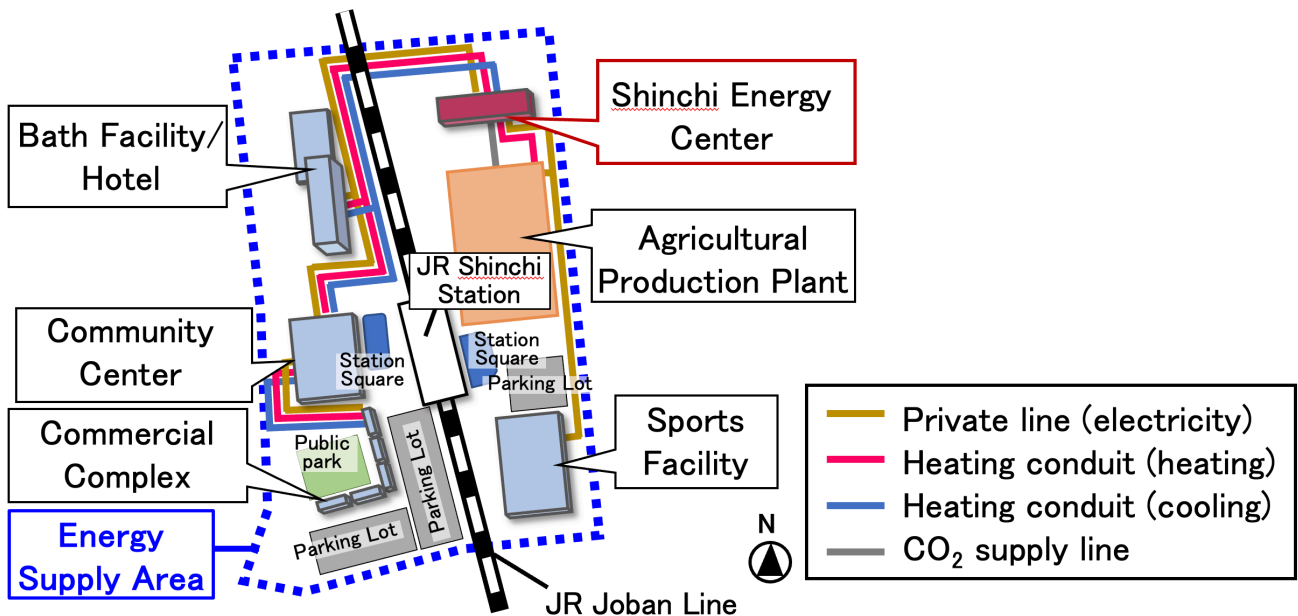 Shinchi Energy
Center
Bath Facility/
Hotel
Agricultural
Production Plant
JR Shinchi
Station
Community
Center
Station
Square
Station
Square
Parking Lot
Commercial
Complex
Public
park
Parking Lot
Parking Lot
Sports
Facility
Energy
Supply Area
JR Joban Line
N
Private line (electricity)
Heating conduit (heating)
Heating conduit (cooling)
CO₂ supply line